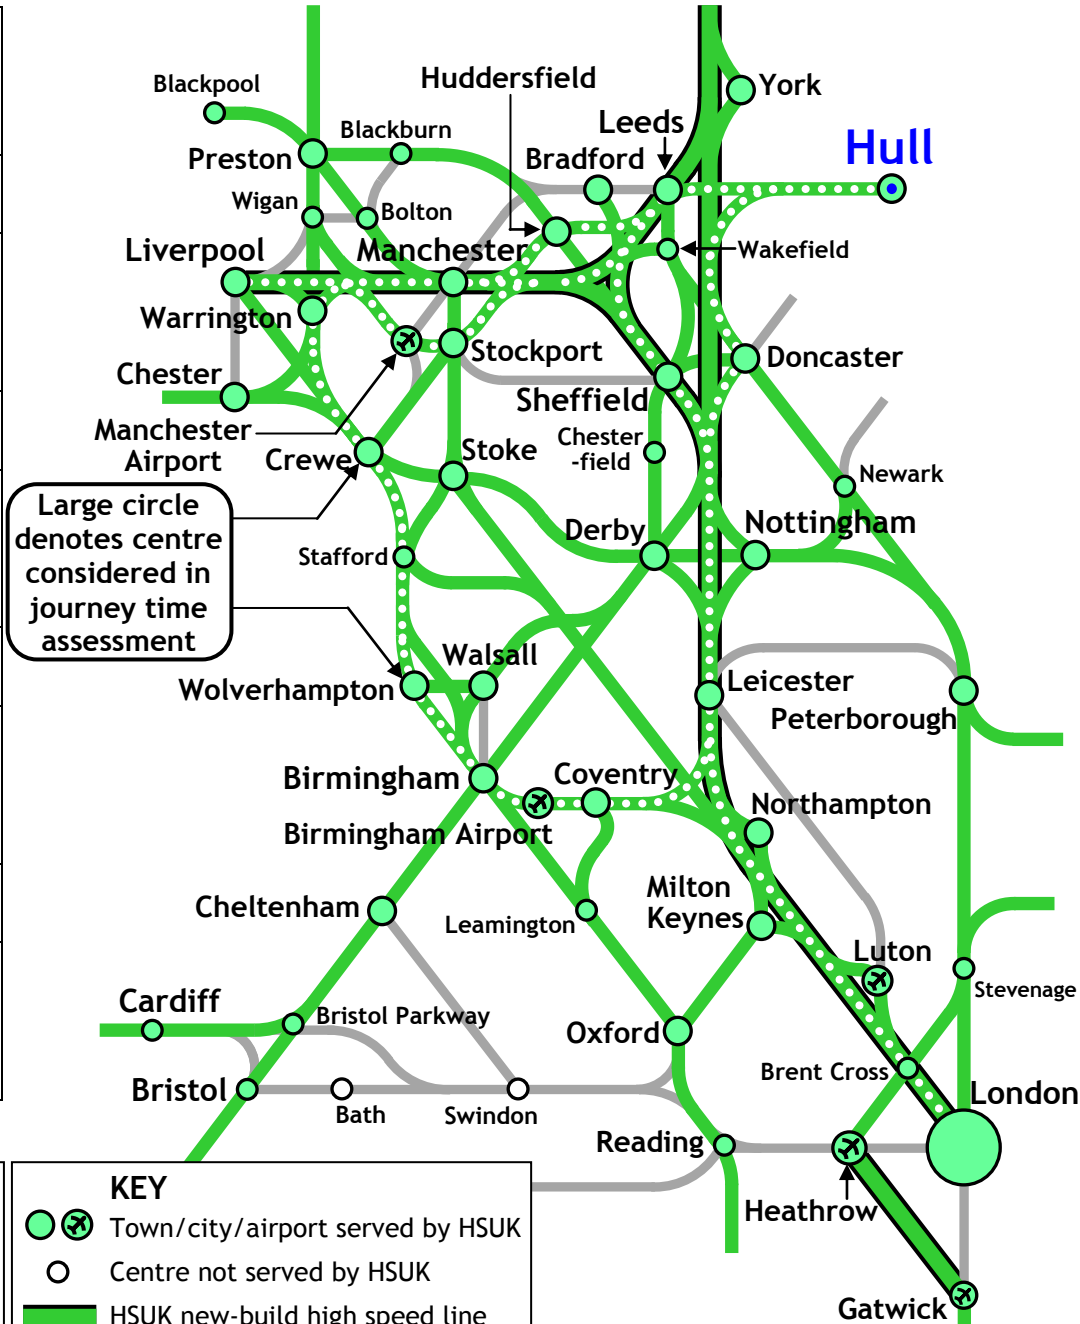 Huddersfield
York
Blackpool
Leeds
Blackburn
Hull
Preston
Bradford
Wigan
Bolton
Liverpool
Manchester
Wakefield
Warrington
Stockport
Doncaster
Chester
Sheffield
Manchester
Airport
Crewe
Stoke
Chester
-field
Newark
Large circle
denotes centre
considered in
journey time
assessment
Derby
Nottingham
Stafford
Walsall
Wolverhampton
Leicester
Peterborough
Birmingham
Coventry
Northampton
Birmingham Airport
Milton
Keynes
Cheltenham
Leamington
Luton
Stevenage
Cardiff
Bristol Parkway
Oxford
Brent Cross
Bristol
Bath
Swindon
London
Reading
Heathrow
KEY
Town/city/airport served by HSUK
Centre not served by HSUK
HSUK new-build high speed line
Gatwick